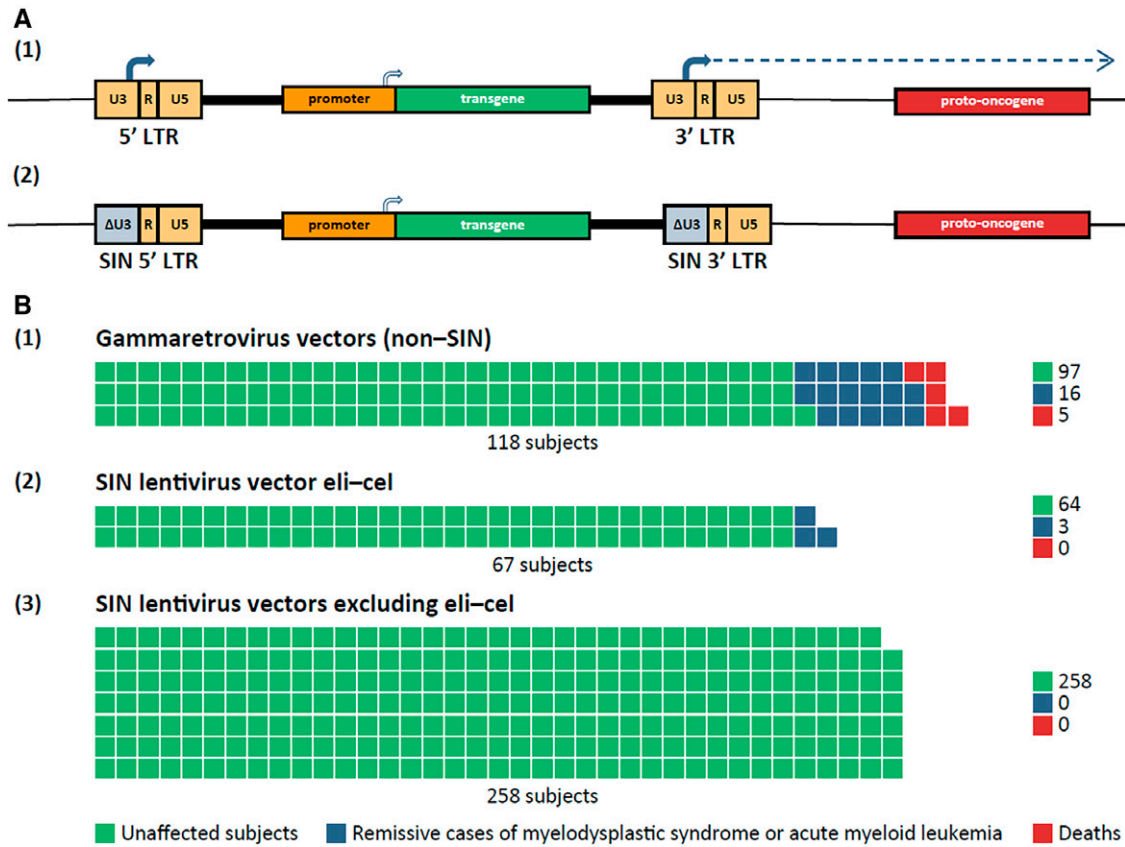 A
(1)
U3 R U5 promoter transgene U3 R U5 proto-oncogene
5’ LTR 3’ LTR
(2)
ΔU3 R U5 promoter transgene ΔU3 R U5 proto-oncogene
SIN 5’ LTR SIN 3’ LTR
B
(1) Gammaretrovirus vectors (non–SIN)
97
16
5
118 subjects
(2) SIN lentivirus vector eli–cel
64
3
0
67 subjects
(3) SIN lentivirus vectors excluding eli–cel
258
0
0
258 subjects
Unaffected subjects Remissive cases of myelodysplastic syndrome or acute myeloid leukemia Deaths